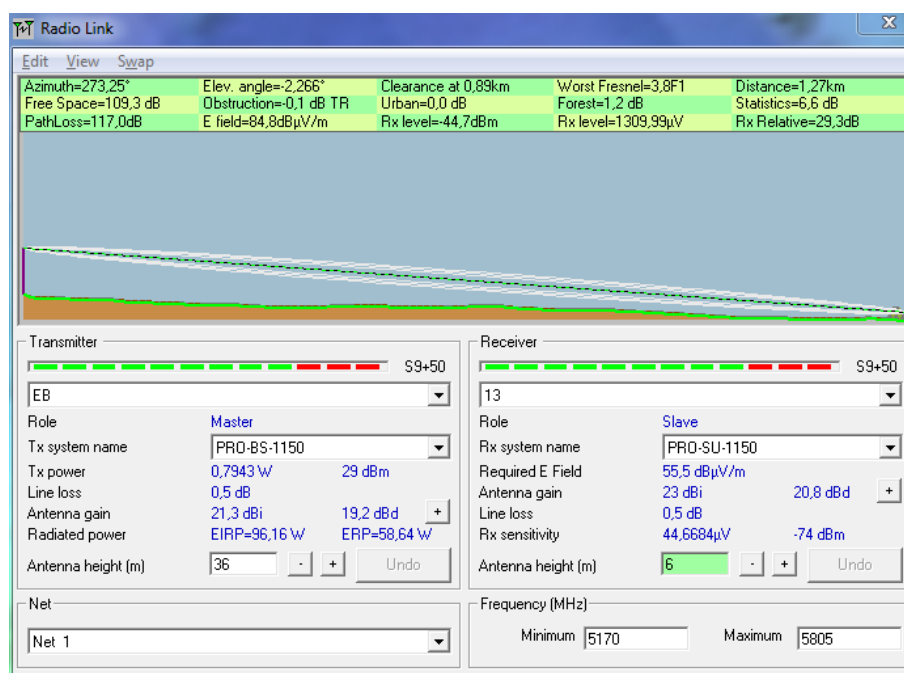 Radio Link
Edit View Swap
Azimuth=273,25° Elev. angle=-2,266° Clearance at 0,89km Worst Fresnel=3,8F1 Distance=1,27km
Free Space=109,3 dB Obstruction=-0,1 dB TR Urban=0,0 dB Forest=1,2 dB Statistics=6,6 dB
PathLoss=117,0dB E field=84,8dBµV/m Rx level=-44,7dBm Rx level=1309,99µV Rx Relative=29,3dB
Transmitter
S9+50
EB
Role Master
Tx system name PRO-BS-1150
Tx power 0,7943 W 29 dBm
Line loss 0,5 dB
Antenna gain 21,3 dBi 19,2 dBd +
Radiated power EIRP=96,16 W ERP=58,64 W
Antenna height (m) 36 - + Undo
Net
Net 1
Receiver
S9+50
13
Role Slave
Rx system name PRO-SU-1150
Required E Field 55,5 dBµV/m
Antenna gain 23 dBi 20,8 dBd +
Line loss 0,5 dB
Rx sensitivity 44,6684µV -74 dBm
Antenna height (m) 6 - + Undo
Frequency (MHz)
Minimum 5170 Maximum 5805